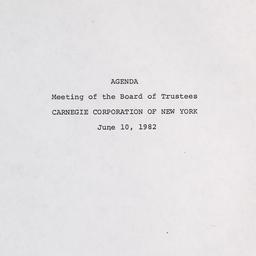 AGENDA
Meeting of the Board of Trustees
CARNEGIE CORPORATION OF NEW YORK
June 10, 1982